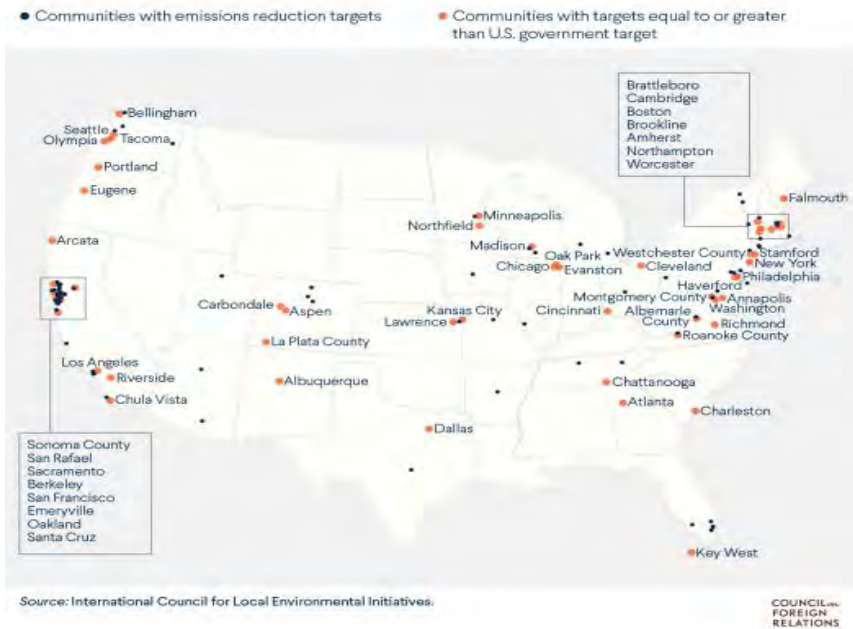 Communities with emissions reduction targets
Communities with targets equal to or greater
than U.S. government target
Brattleboro
Cambridge
Boston
Brookline
Amherst
Northampton
Worcester
Bellingham
Seattle
Olympia
Tacoma
Portland
Eugene
Falmouth
Minneapolis
Northfield
Arcata
Madison
Oak Park
Chicago
Evanston
Westchester County
Stamford
Cleveland
New York
Philadelphia
Haverford
Carbondale
Aspen
Kansas City
Lawrence
Montgomery County
Annapolis
Cincinnati
Albemarle
County
Washington
Richmond
Roanoke County
La Plata County
Los Angeles
Riverside
Albuquerque
Chattanooga
Chula Vista
Atlanta
Charleston
Dallas
Sonoma County
San Rafael
Sacramento
Berkeley
San Francisco
Emeryville
Oakland
Santa Cruz
Key West
Source: International Council for Local Environmental Initiatives.
COUNCIL on
FOREIGN
RELATIONS